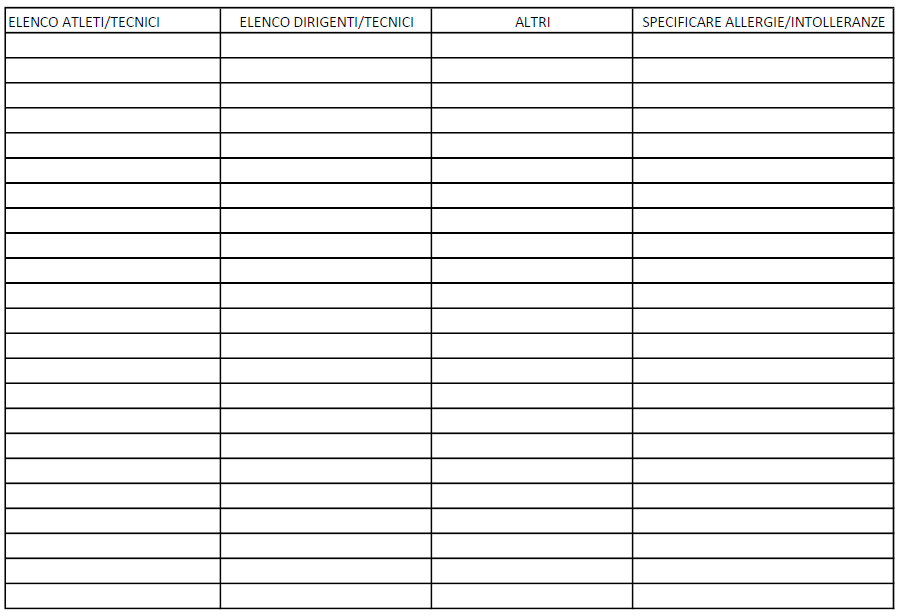 ELENCO ATLETI/TECNICI ELENCO DIRIGENTI/TECNICI ALTRI SPECIFICARE ALLERGIE/INTOLLERANZE